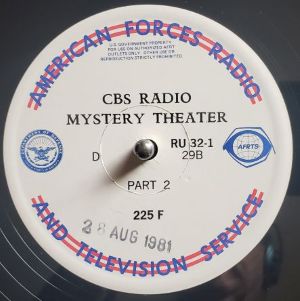 AMERICAN FORCES RADIO
U.S. GOVERNMENT PROPERTY
FOR USE ON AUTHORIZED AFRT
OUTLETS ONLY. OTHER USE OR
REPRODUCTION STRICTLY PROHIBITED.
CBS RADIO
MYSTERY THEATER
RU 32-1
D 29B
AFRTS
PART 2
225 F
28 AUG 1981
AND TELEVISION SERVICE